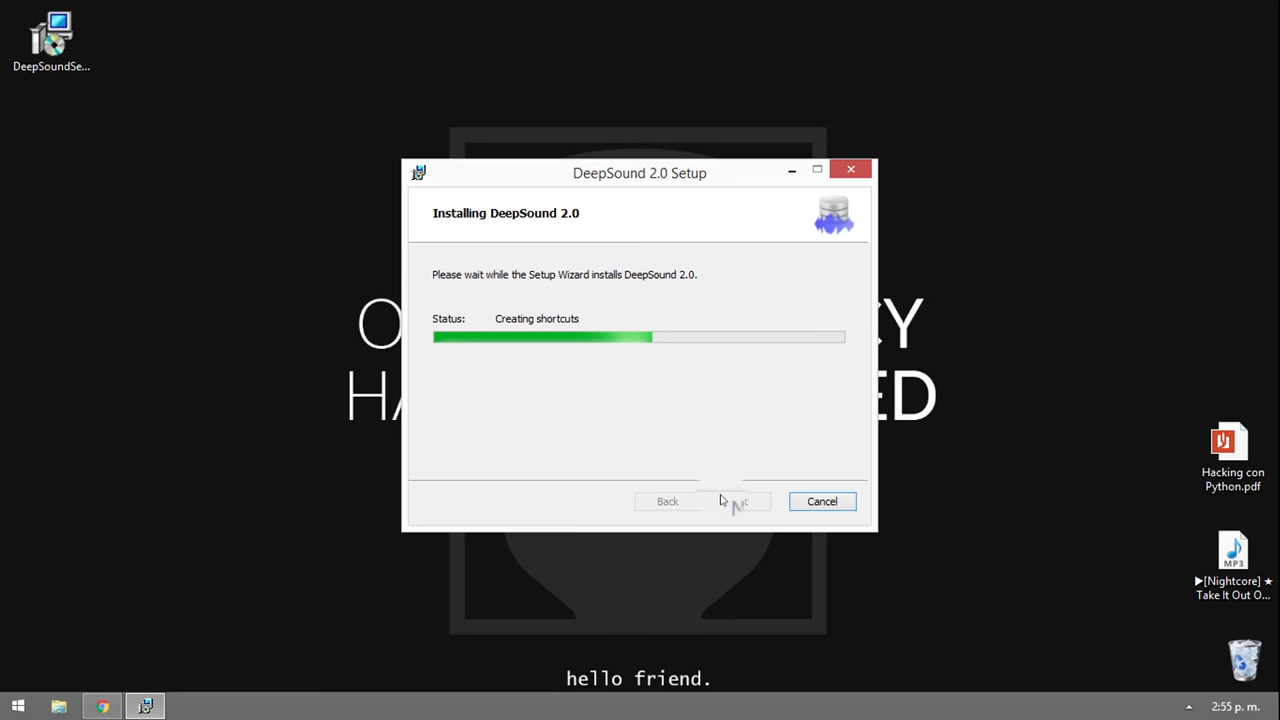 DeepSoundSe...
DeepSound 2.0 Setup
Installing DeepSound 2.0
Please wait while the Setup Wizard installs DeepSound 2.0.
Status: Creating shortcuts
Back
Cancel
Hacking con
Python.pdf
MP3
▶[Nightcore] ★
Take It Out O...
hello friend.
2:55 p. m.